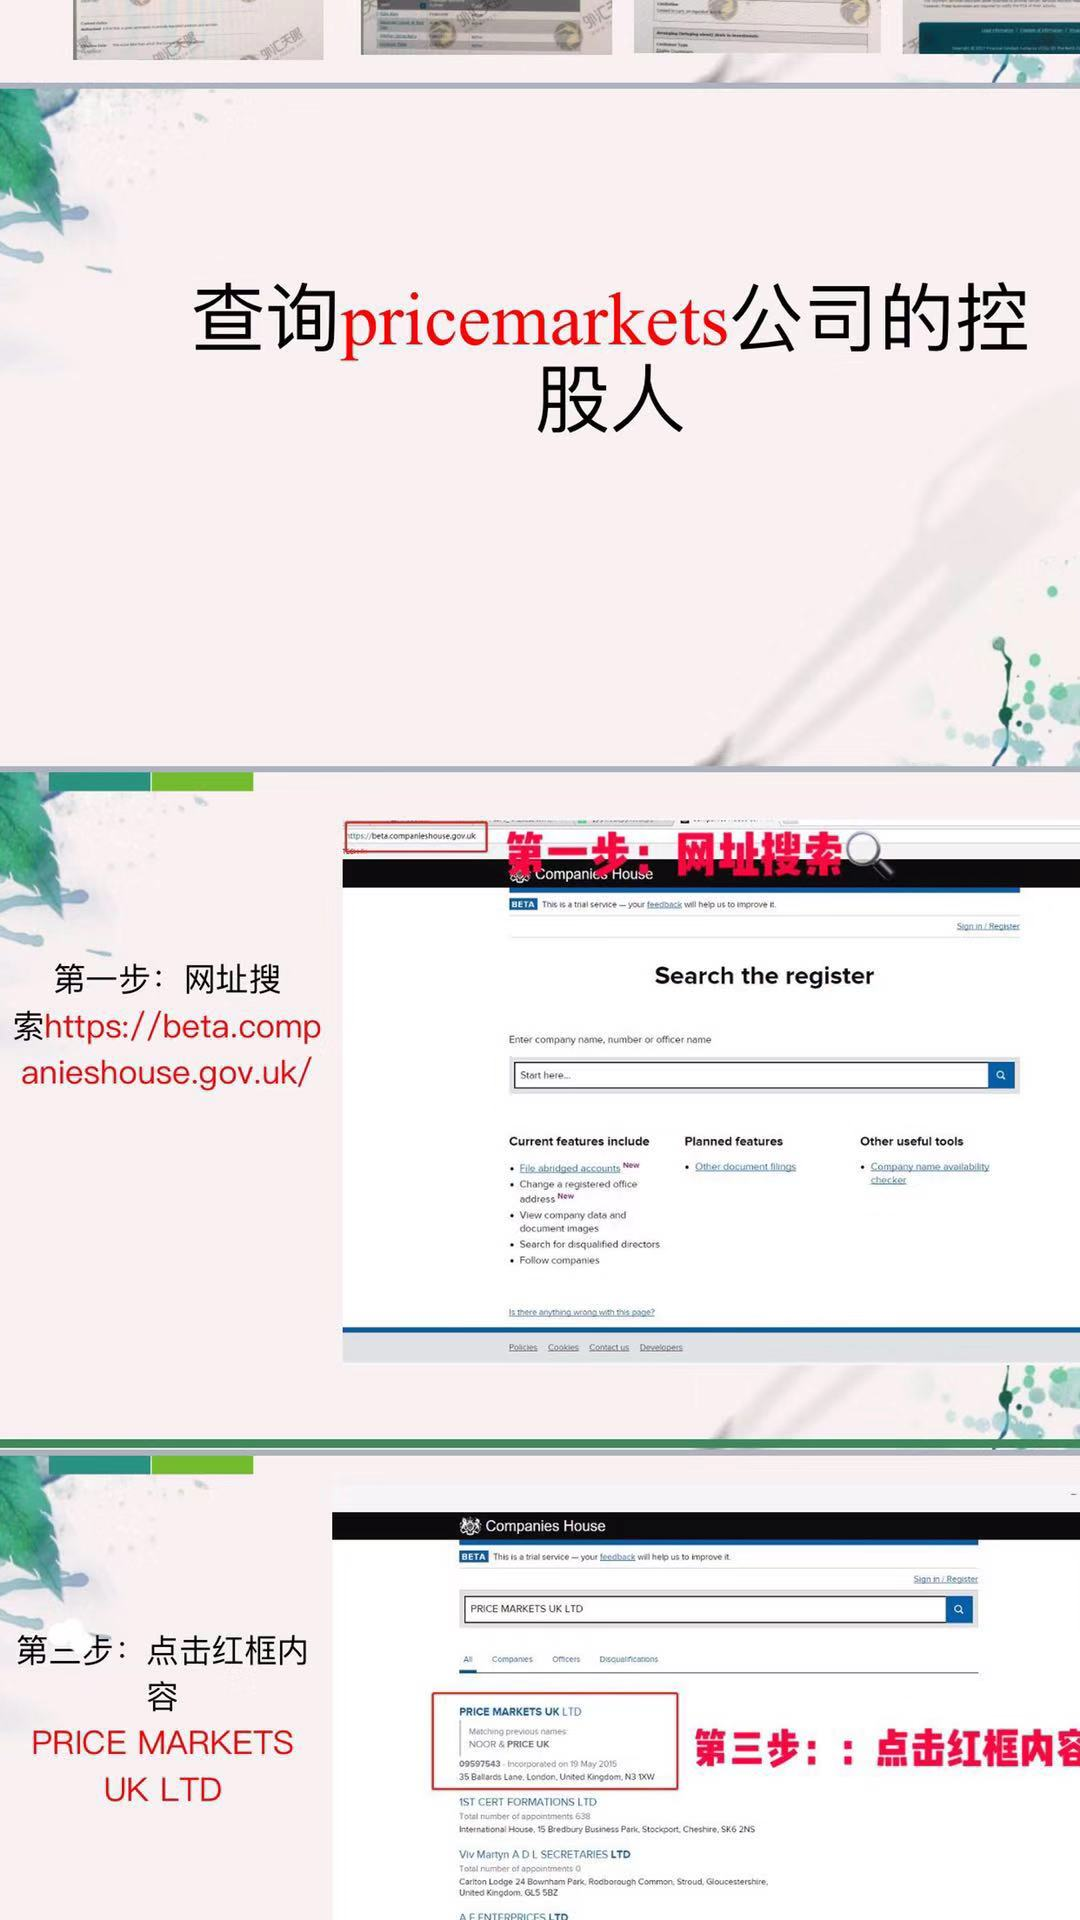 外汇天眼
外汇天眼
查询pricemarkets公司的控
股人
https://beta.companieshouse.gov.uk
第一步：网址搜索
Companies House
BETA This is a trial service — your feedback will help us to improve it.
Sign in / Register
第一步：网址搜
索https://beta.comp
anieshouse.gov.uk/
Search the register
Enter company name, number or officer name
Start here...
Current features include
File abridged accounts New
Change a registered office
address New
View company data and
document images
Search for disqualified directors
Follow companies
Planned features
Other document filings
Other useful tools
Company name availability
checker
Is there anything wrong with this page?
Policies Cookies Contact us Developers
Companies House
BETA This is a trial service — your feedback will help us to improve it.
Sign in / Register
PRICE MARKETS UK LTD
All Companies Officers Disqualifications
第三步：点击红框内
容
PRICE MARKETS
UK LTD
PRICE MARKETS UK LTD
Matching previous names:
NOOR & PRICE UK
09597543 - Incorporated on 19 May 2015
35 Ballards Lane, London, United Kingdom, N3 1XW
第三步：：点击红框内容
1ST CERT FORMATIONS LTD
Total number of appointments 638
International House, 15 Bredbury Business Park, Stockport, Cheshire, SK6 2NS
Viv Martyn A D L SECRETARIES LTD
Total number of appointments 0
Carlton Lodge 24 Bownham Park, Rodborough Common, Stroud, Gloucestershire,
United Kingdom, GL5 5BZ
A F ENTERPRICES LTD